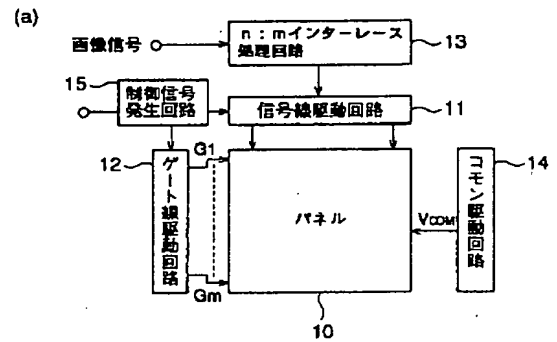 (a)
画像信号
n:mインターレース
処理回路
13
15
制御信号
発生回路
信号線駆動回路
11
12
G1
ゲート線駆動回路
Gm
パネル
VCOM
コモン駆動回路
14
10